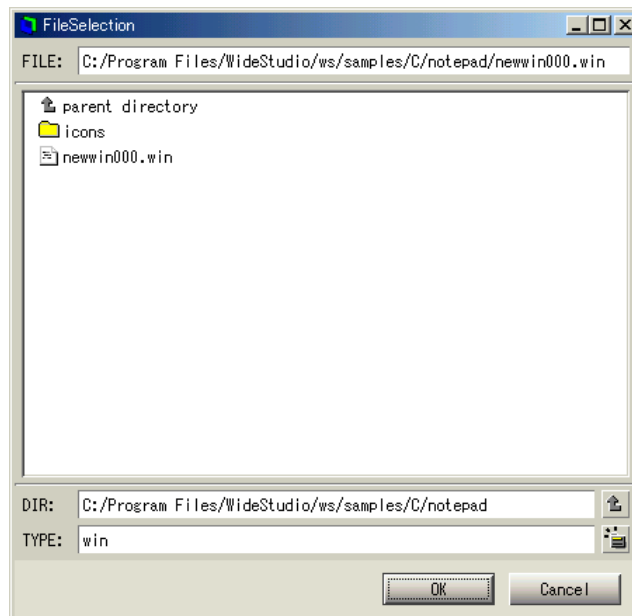 FileSelection
FILE: C:/Program Files/WideStudio/ws/samples/C/notepad/newwin000.win
parent directory
icons
newwin000.win
DIR: C:/Program Files/WideStudio/ws/samples/C/notepad
TYPE: win
OK Cancel